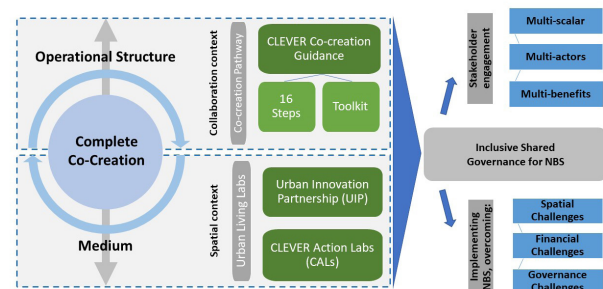 Operational Structure
Complete
Co-Creation
Medium
Collaboration context
Co-creation Pathway
CLEVER Co-creation
Guidance
16
Steps
Toolkit
Spatial context
Urban Living Labs
Urban Innovation
Partnership (UIP)
CLEVER Action Labs
(CALs)
Stakeholder
engagement
Multi-scalar
Multi-actors
Multi-benefits
Inclusive Shared
Governance for NBS
Implementing
NBS, overcoming:
Spatial
Challenges
Financial
Challenges
Governance
Challenges